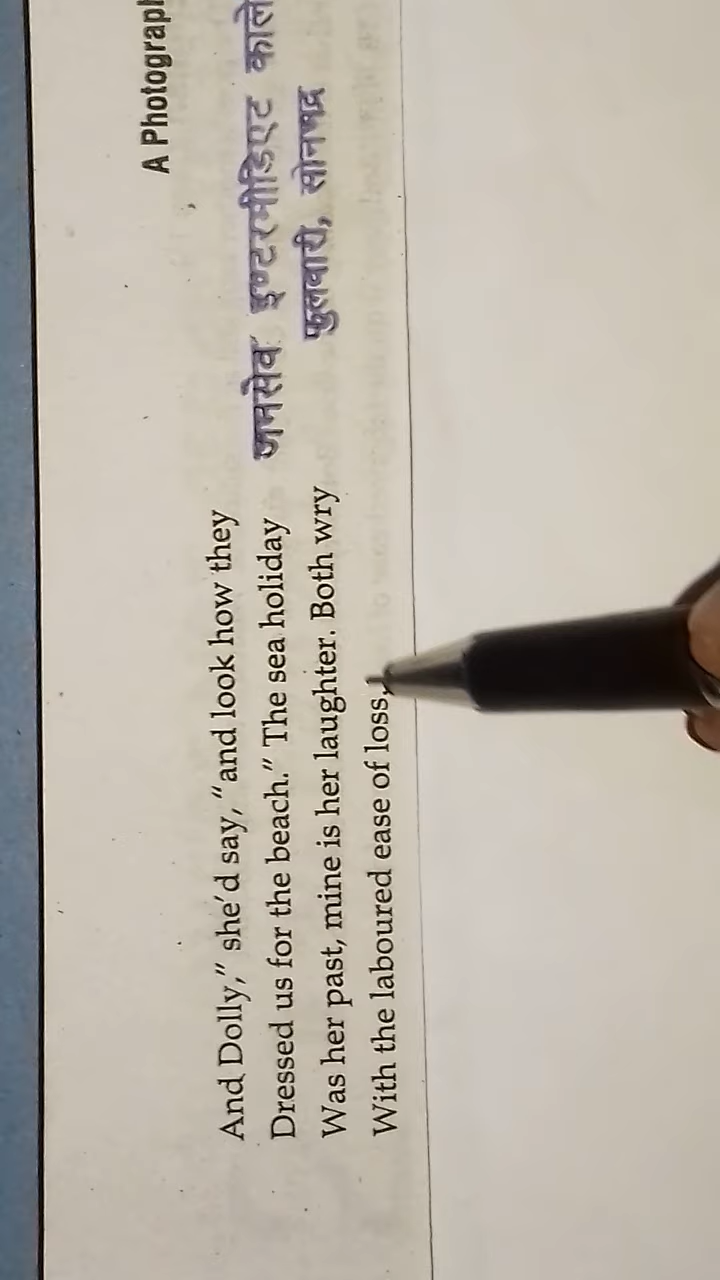 A Photograph
जनसेवा इण्टरमीडिएट काले
फुलवारी, सोनभद्र
And Dolly," she'd say, "and look how they
Dressed us for the beach." The sea holiday
Was her past, mine is her laughter. Both wry
With the laboured ease of loss.